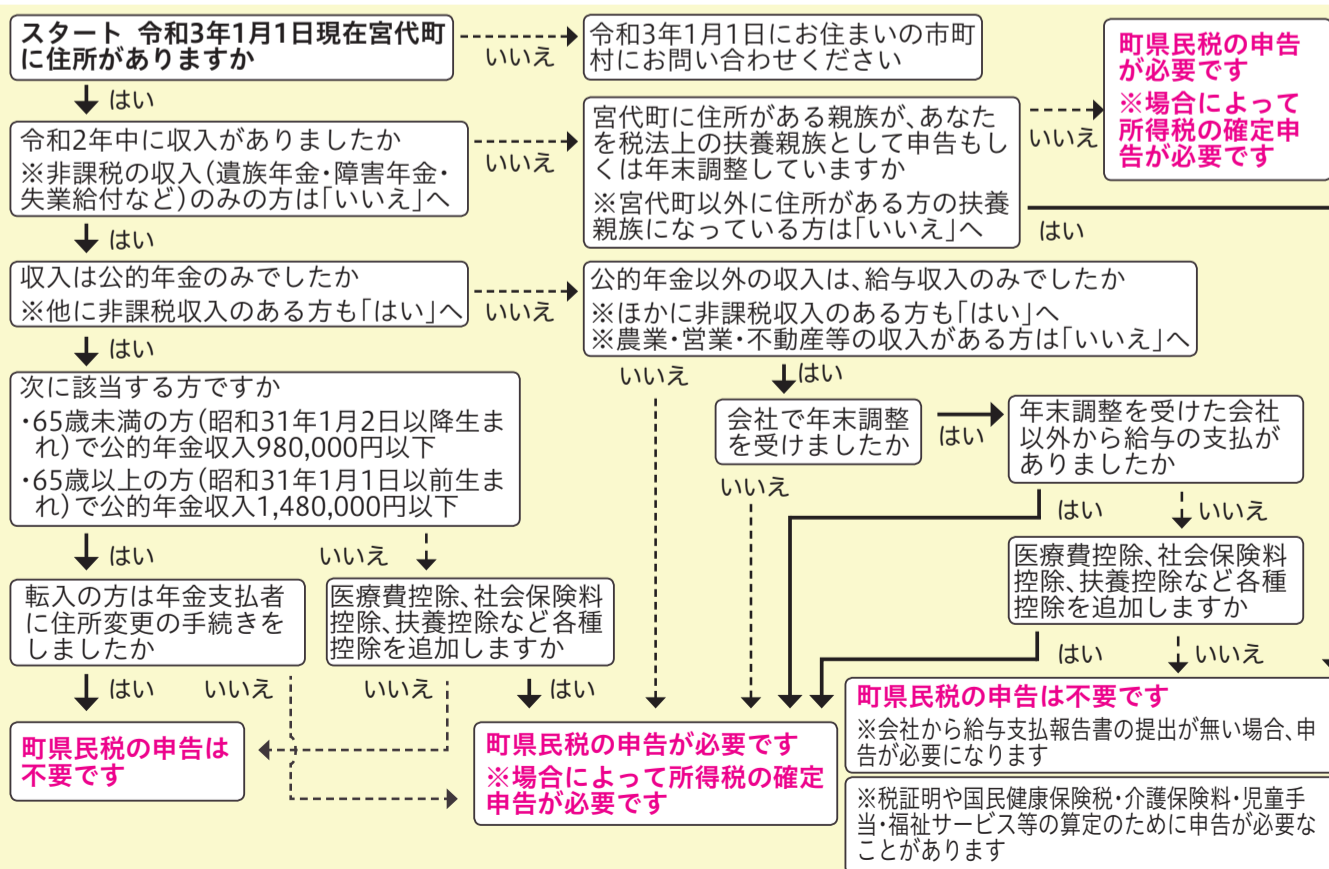 スタート 令和3年1月1日現在宮代町
に住所がありますか
いいえ
令和3年1月1日にお住まいの市町
村にお問い合わせください
町県民税の申告
が必要です
※場合によって
所得税の確定申
告が必要です
はい
令和2年中に収入がありましたか
※非課税の収入(遺族年金・障害年金・
失業給付など)のみの方は「いいえ」へ
いいえ
宮代町に住所がある親族が、あなた
を税法上の扶養親族として申告もし
くは年末調整していますか
※宮代町以外に住所がある方の扶養
親族になっている方は「いいえ」へ
いいえ
はい
はい
収入は公的年金のみでしたか
※他に非課税収入のある方も「はい」へ
いいえ
公的年金以外の収入は、給与収入のみでしたか
※ほかに非課税収入のある方も「はい」へ
※農業・営業・不動産等の収入がある方は「いいえ」へ
はい
いいえ
はい
次に該当する方ですか
・65歳未満の方(昭和31年1月2日以降生ま
れ)で公的年金収入980,000円以下
・65歳以上の方(昭和31年1月1日以前生ま
れ)で公的年金収入1,480,000円以下
会社で年末調整
を受けましたか
はい
年末調整を受けた会社
以外から給与の支払が
ありましたか
いいえ
はい
いいえ
はい
いいえ
転入の方は年金支払者
に住所変更の手続きを
しましたか
医療費控除、社会保険料
控除、扶養控除など各種
控除を追加しますか
医療費控除、社会保険料
控除、扶養控除など各種
控除を追加しますか
はい
いいえ
いいえ
はい
はい
いいえ
町県民税の申告は
不要です
町県民税の申告が必要です
※場合によって所得税の確定
申告が必要です
町県民税の申告は不要です
※会社から給与支払報告書の提出が無い場合、申
告が必要になります
※税証明や国民健康保険税・介護保険料・児童手
当・福祉サービス等の算定のために申告が必要な
ことがあります